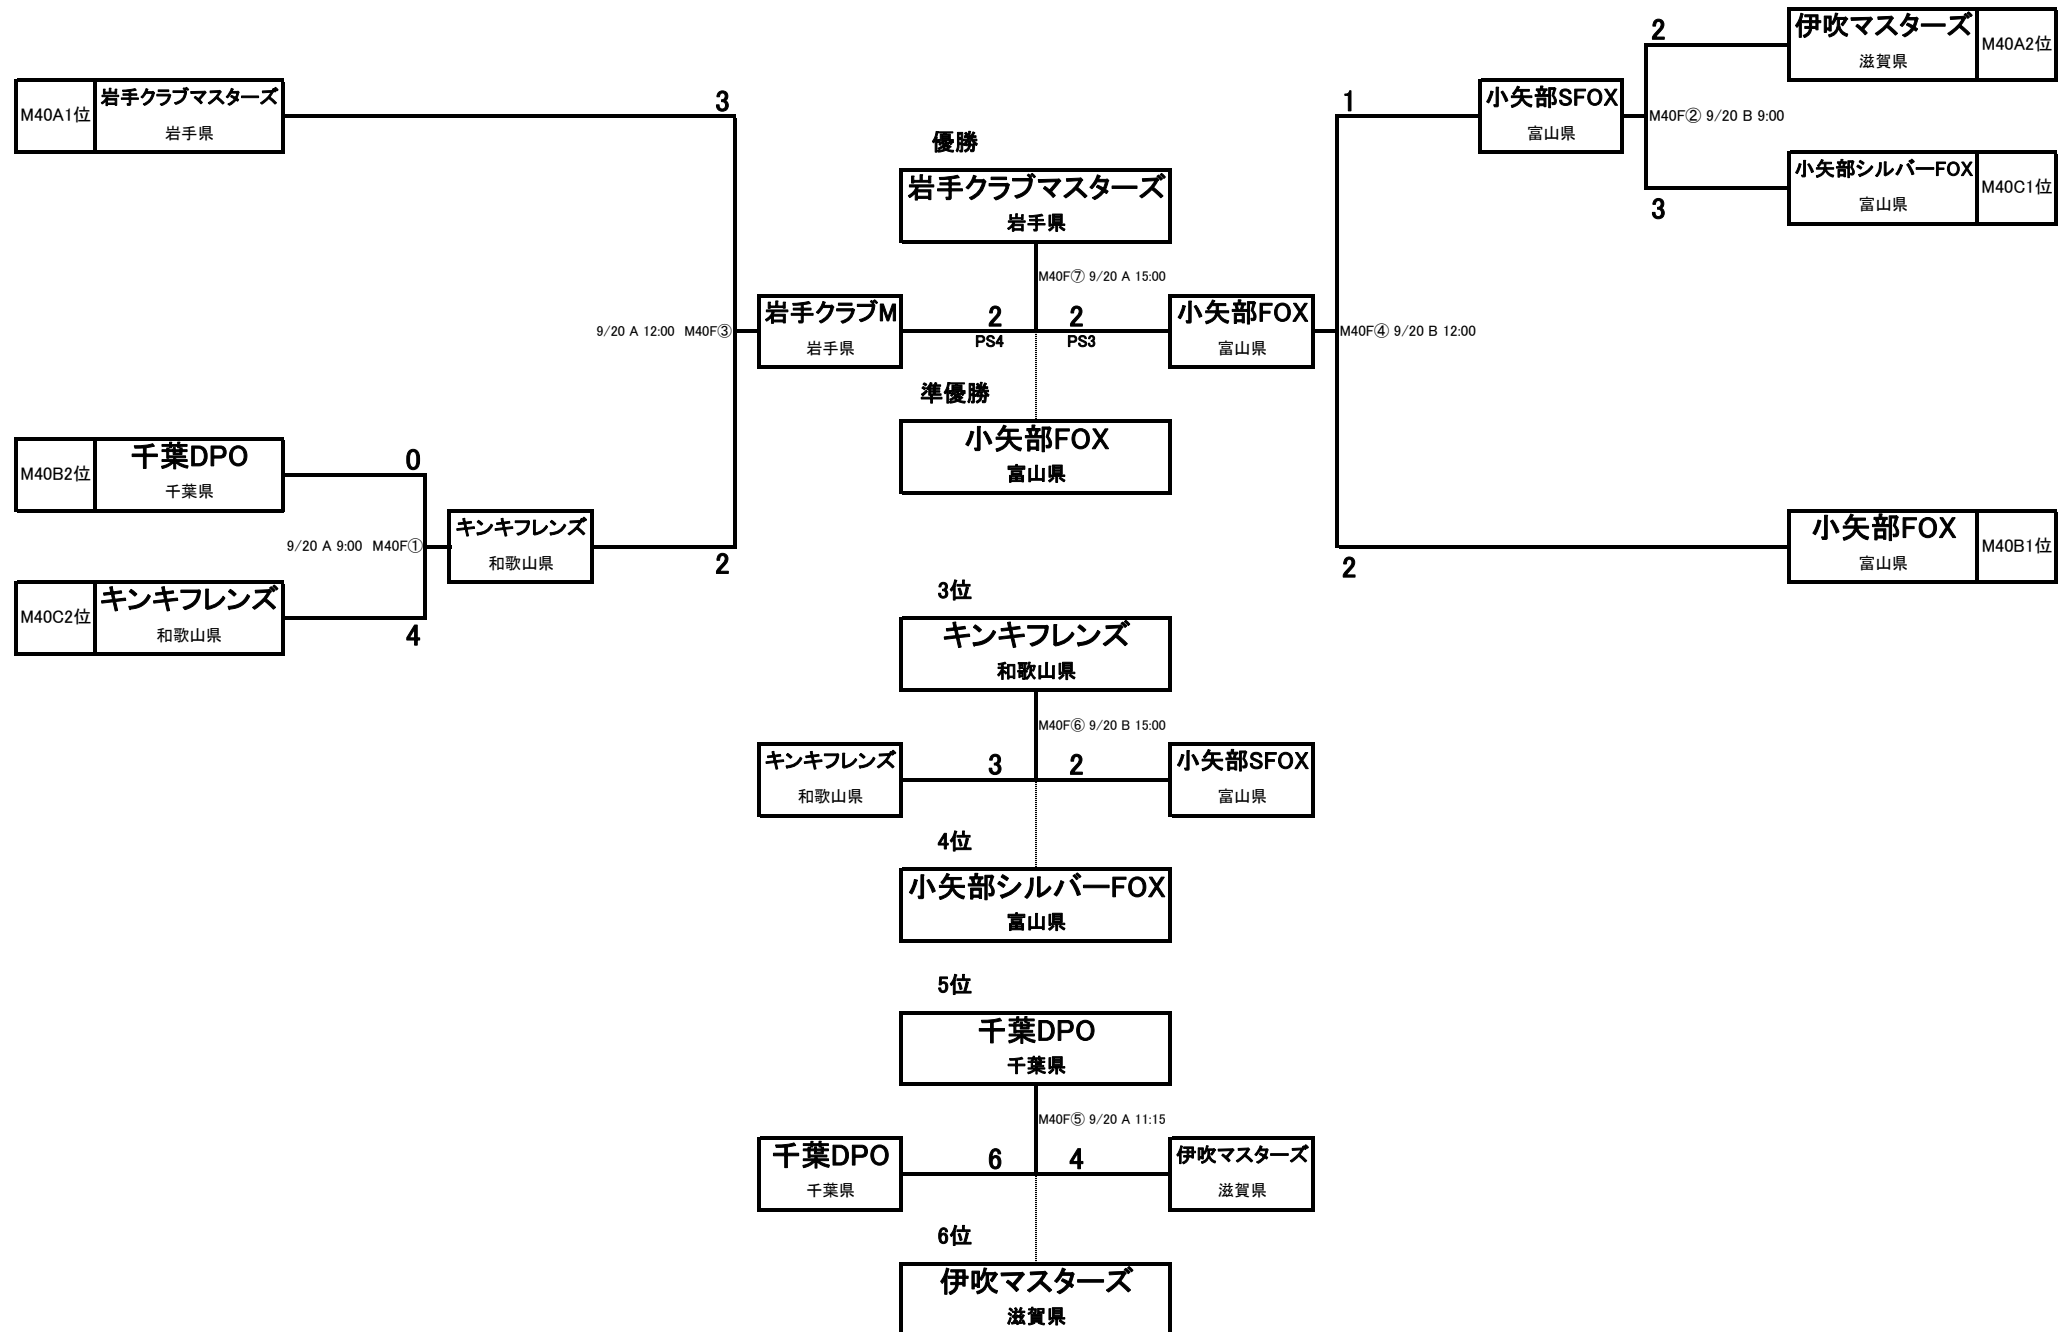 2
伊吹マスターズ
滋賀県
M40A2位
M40A1位
岩手クラブマスターズ
岩手県
3
1
小矢部SFOX
富山県
M40F② 9/20 B 9:00
優勝
岩手クラブマスターズ
岩手県
小矢部シルバーFOX
富山県
M40C1位
3
M40F⑦ 9/20 A 15:00
9/20 A 12:00 M40F③
岩手クラブM
岩手県
2
PS4
2
PS3
小矢部FOX
富山県
M40F④ 9/20 B 12:00
準優勝
小矢部FOX
富山県
M40B2位
千葉DPO
千葉県
0
9/20 A 9:00 M40F①
キンキフレンズ
和歌山県
2
2
小矢部FOX
富山県
M40B1位
M40C2位
キンキフレンズ
和歌山県
4
3位
キンキフレンズ
和歌山県
M40F⑥ 9/20 B 15:00
キンキフレンズ
和歌山県
3
2
小矢部SFOX
富山県
4位
小矢部シルバーFOX
富山県
5位
千葉DPO
千葉県
M40F⑤ 9/20 A 11:15
千葉DPO
千葉県
6
4
伊吹マスターズ
滋賀県
6位
伊吹マスターズ
滋賀県